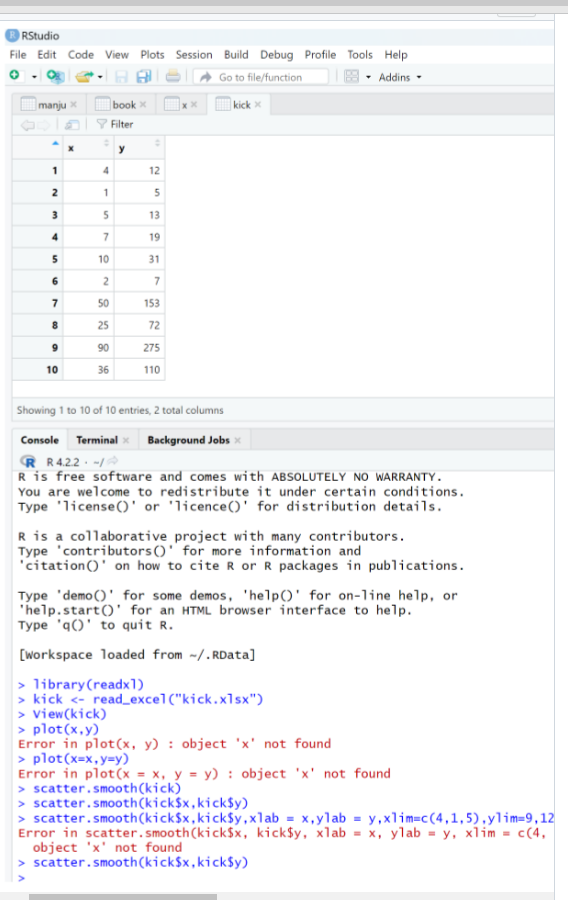 RStudio
File Edit Code View Plots Session Build Debug Profile Tools Help
Go to file/function Addins
manju book x kick
Filter
x y
1 4 12
2 1 5
3 5 13
4 7 19
5 10 31
6 2 7
7 50 153
8 25 72
9 90 275
10 36 110
Showing 1 to 10 of 10 entries, 2 total columns
Console Terminal Background Jobs
R R 4.2.2 · ~/
R is free software and comes with ABSOLUTELY NO WARRANTY.
You are welcome to redistribute it under certain conditions.
Type 'license()' or 'licence()' for distribution details.
R is a collaborative project with many contributors.
Type 'contributors()' for more information and
'citation()' on how to cite R or R packages in publications.
Type 'demo()' for some demos, 'help()' for on-line help, or
'help.start()' for an HTML browser interface to help.
Type 'q()' to quit R.
[Workspace loaded from ~/.RData]
> library(readxl)
> kick <- read_excel("kick.xlsx")
> View(kick)
> plot(x,y)
Error in plot(x, y) : object 'x' not found
> plot(x=x,y=y)
Error in plot(x = x, y = y) : object 'x' not found
> scatter.smooth(kick)
> scatter.smooth(kick$x,kick$y)
> scatter.smooth(kick$x,kick$y,xlab = x,ylab = y,xlim=c(4,1,5),ylim=9,12
Error in scatter.smooth(kick$x, kick$y, xlab = x, ylab = y, xlim = c(4,
object 'x' not found
> scatter.smooth(kick$x,kick$y)
>